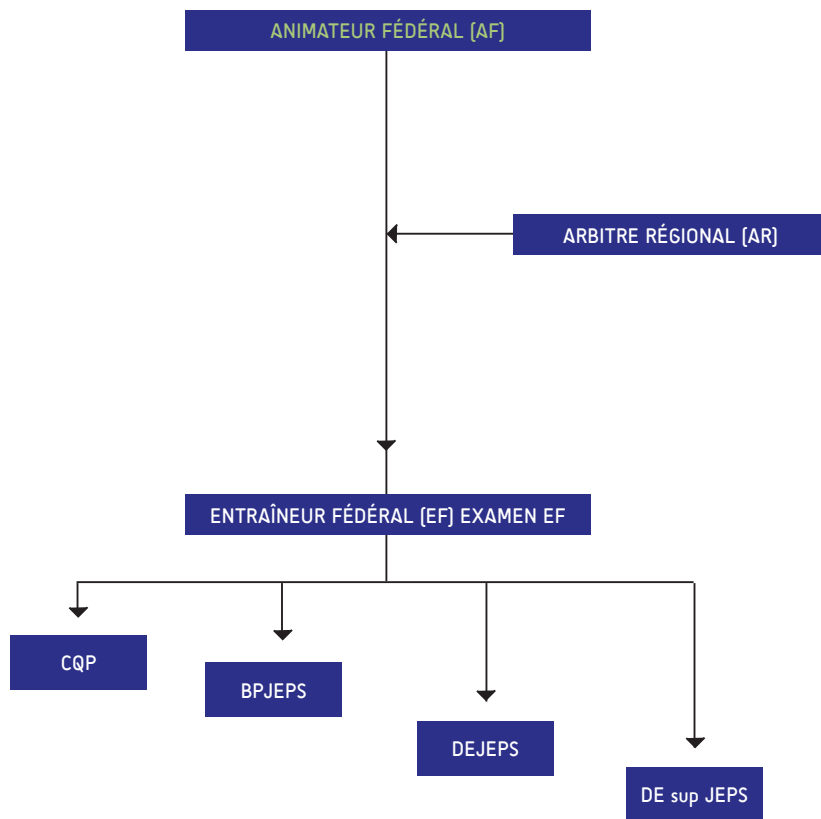 ANIMATEUR FÉDÉRAL (AF)
ARBITRE RÉGIONAL (AR)
ENTRAÎNEUR FÉDÉRAL (EF) EXAMEN EF
CQP
BPJEPS
DEJEPS
DE sup JEPS